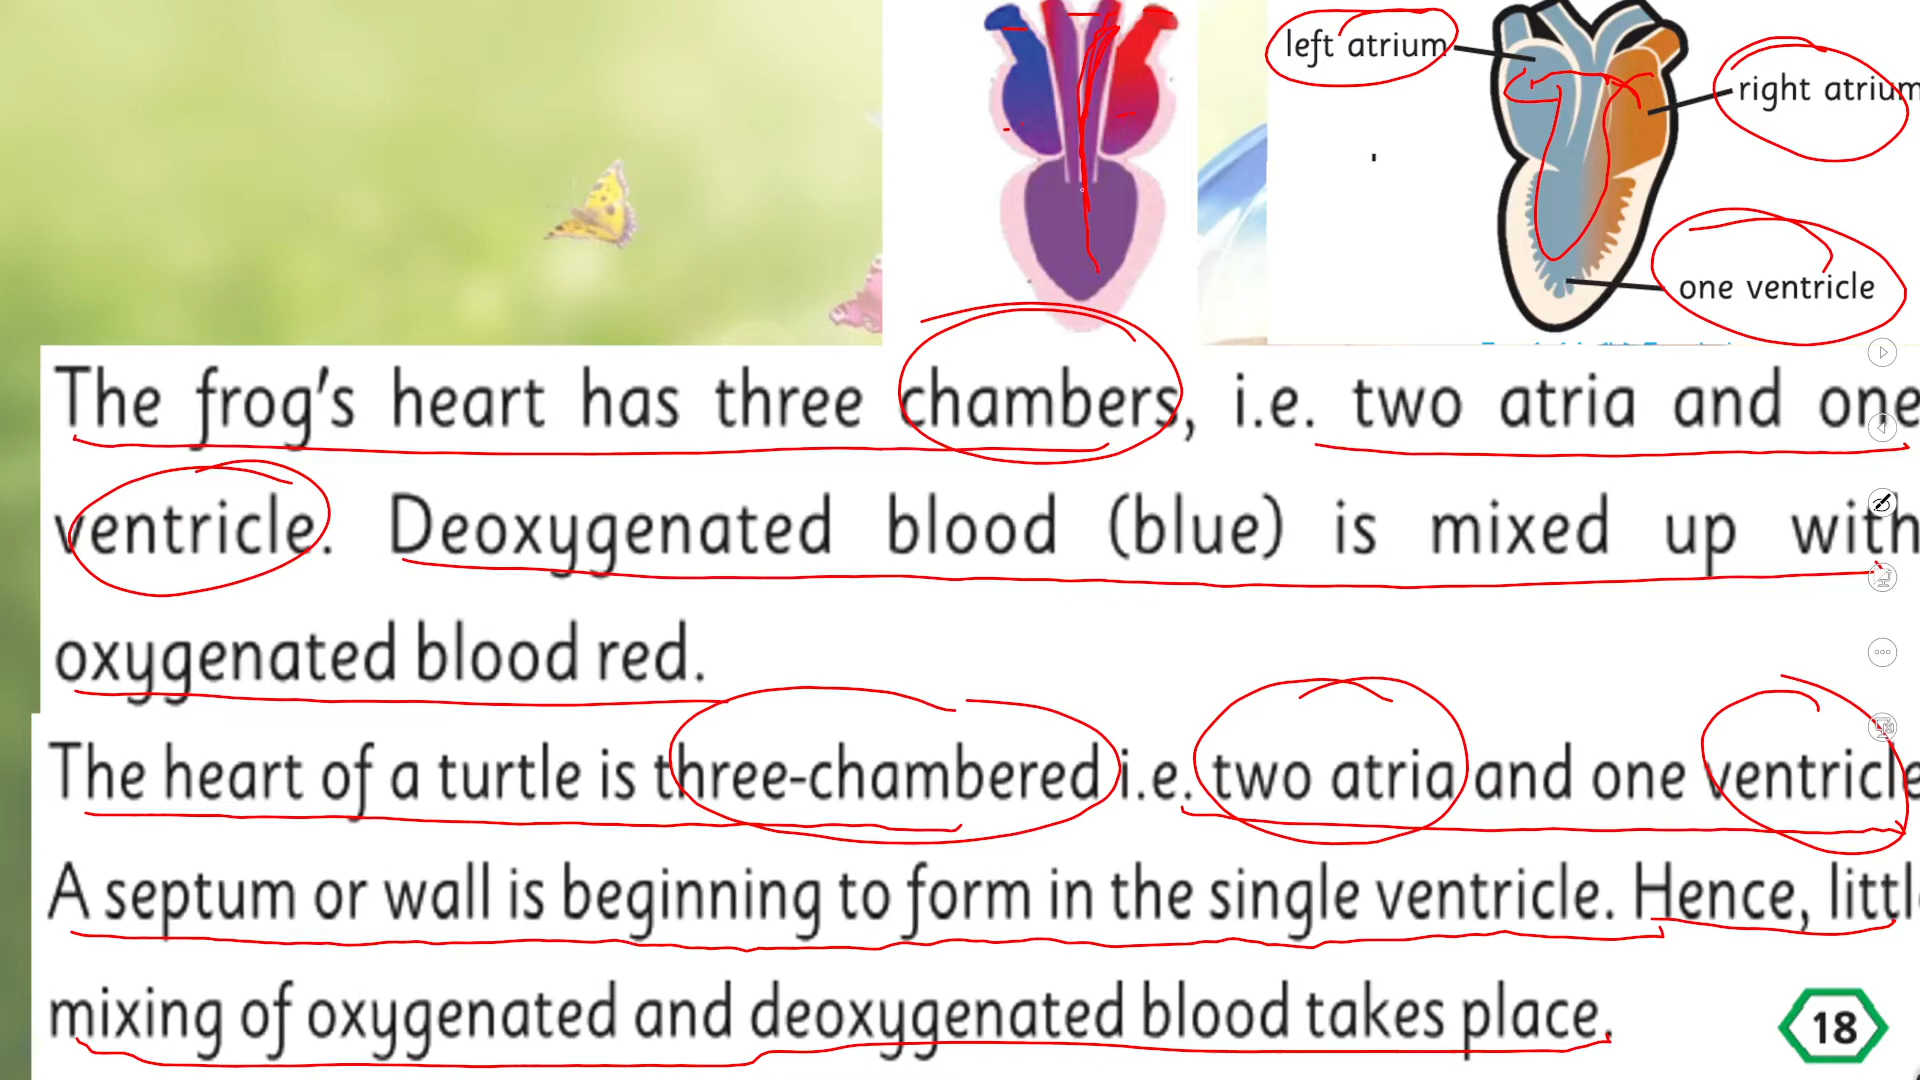 left atrium
right atrium
one ventricle
The frog's heart has three chambers, i.e. two atria and one
ventricle. Deoxygenated blood (blue) is mixed up with
oxygenated blood red.
The heart of a turtle is three-chambered i.e. two atria and one ventricle
A septum or wall is beginning to form in the single ventricle. Hence, little
mixing of oxygenated and deoxygenated blood takes place.
18